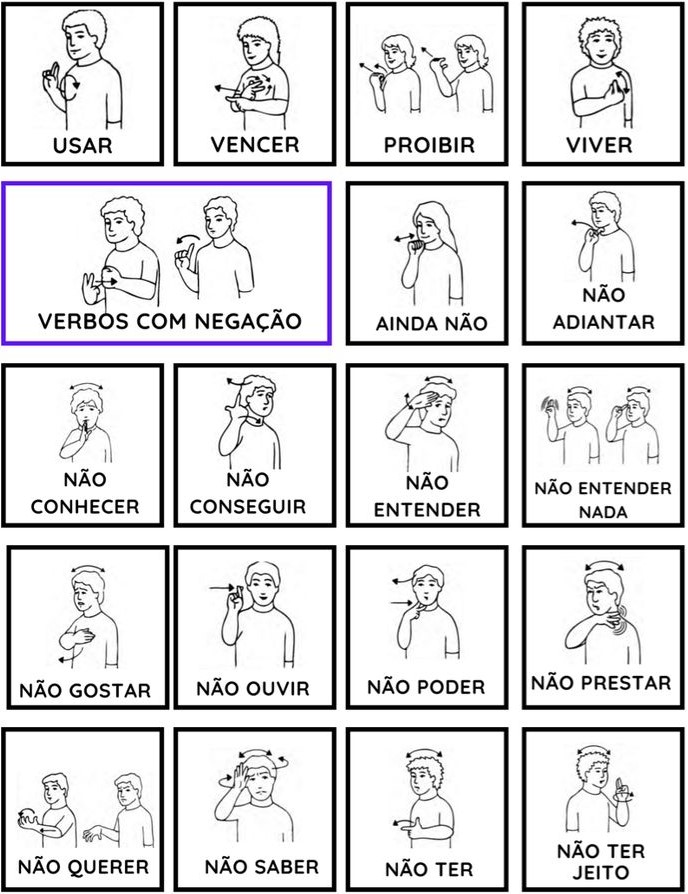 USAR
VENCER
PROIBIR
VIVER
VERBOS COM NEGAÇÃO
AINDA NÃO
NÃO
ADIANTAR
NÃO
CONHECER
NÃO
CONSEGUIR
NÃO
ENTENDER
NÃO ENTENDER
NADA
NÃO GOSTAR
NÃO OUVIR
NÃO PODER
NÃO PRESTAR
NÃO QUERER
NÃO SABER
NÃO TER
NÃO TER
JEITO